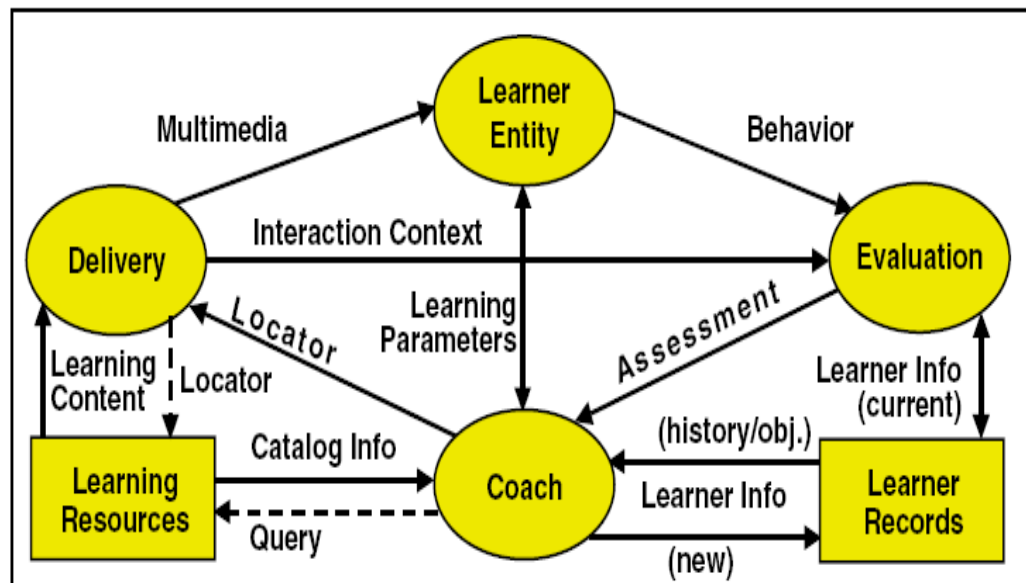 Learner
Entity
Multimedia
Behavior
Interaction Context
Delivery
Evaluation
Learning
Parameters
Locator
Assessment
Learning
Content
Locator
Learner Info
(current)
(history/obj.)
Catalog Info
Learning
Resources
Coach
Learner Info
Learner
Records
Query
(new)